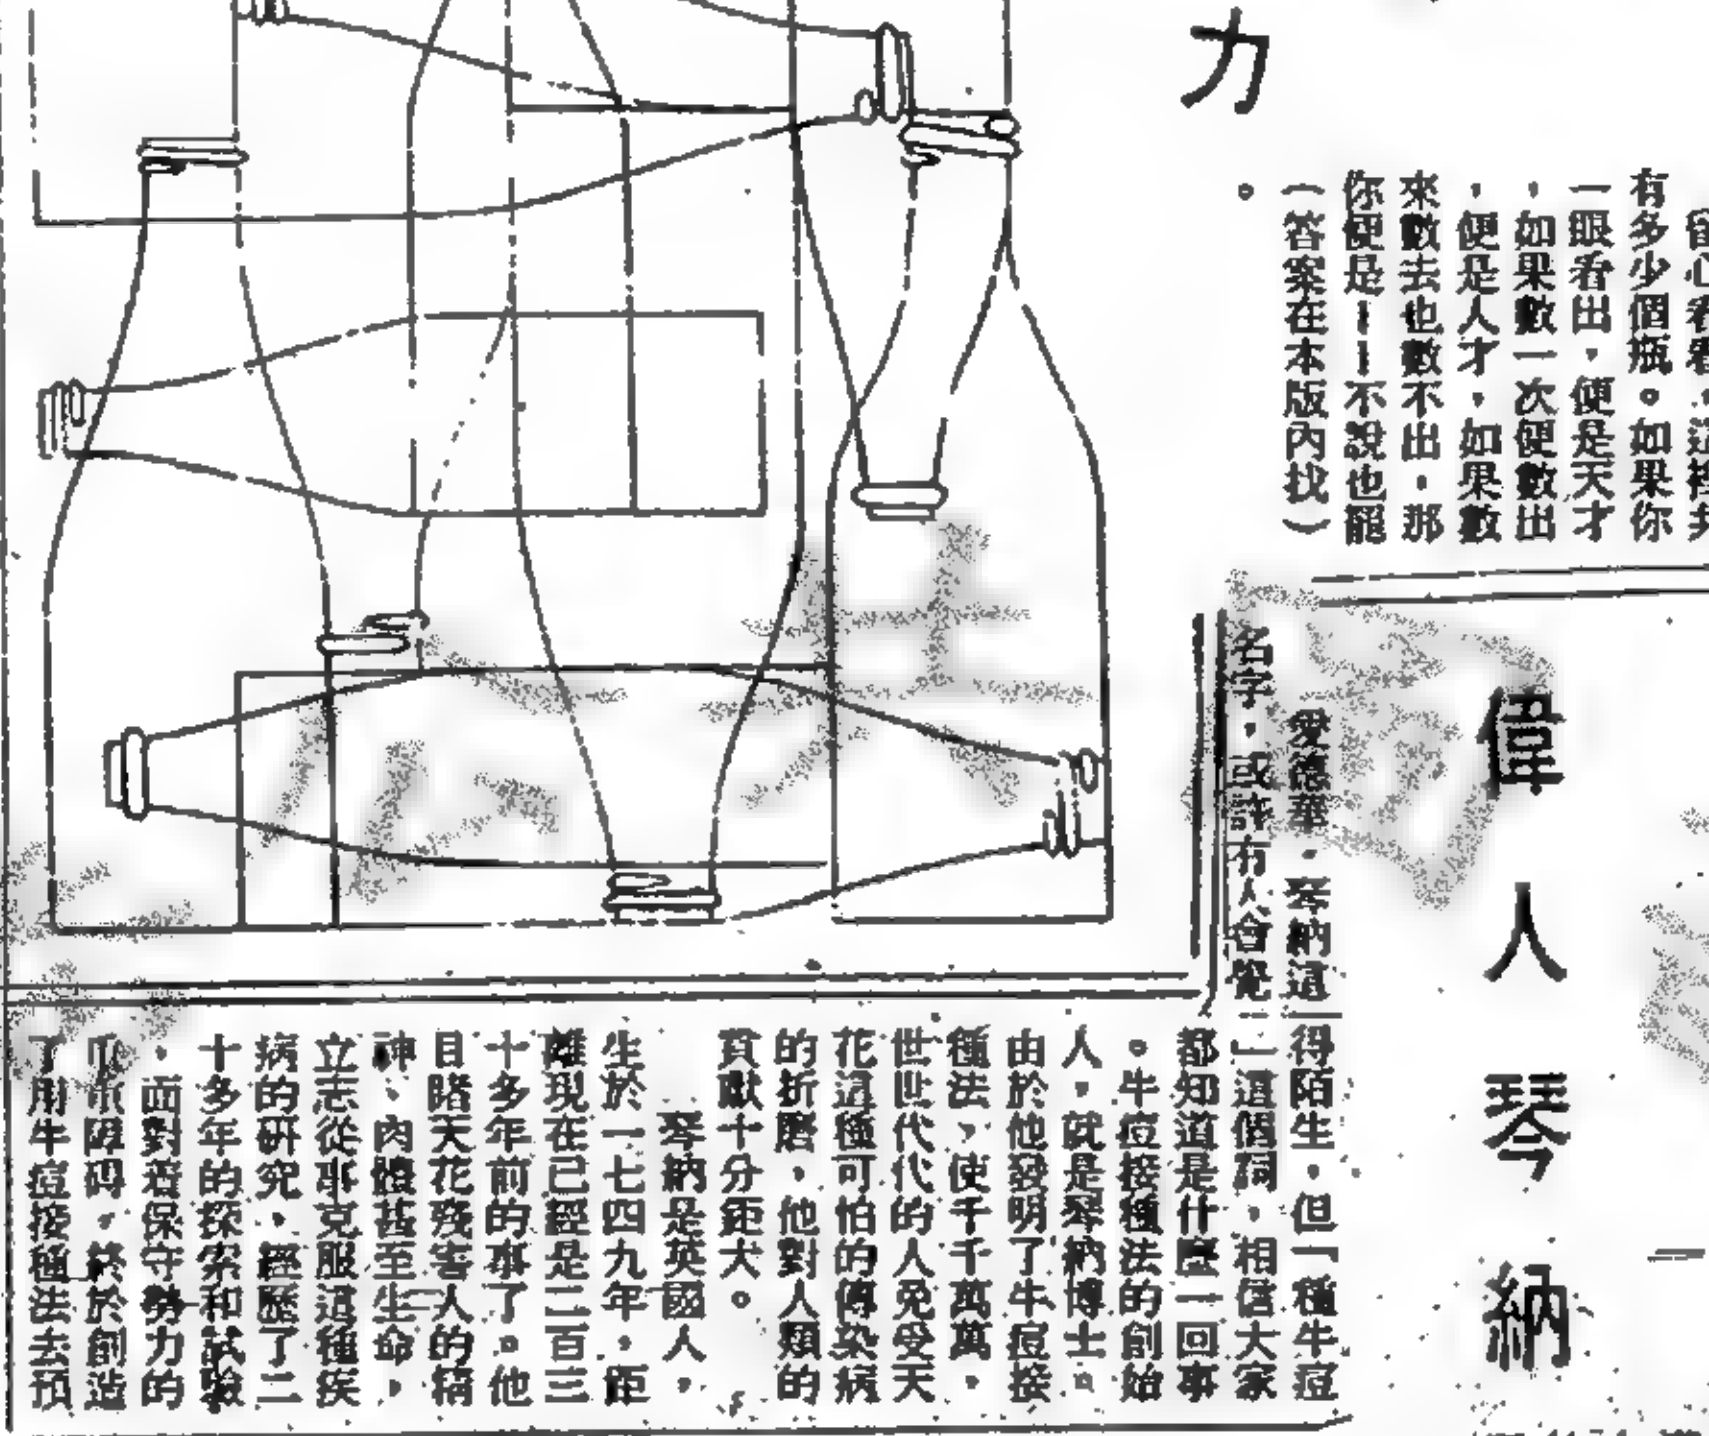 力
留心看看,這裡共
有多少個瓶。如果你
一眼看出,便是天才
,如果數一次便數出
,便是人才,如果數
來數去也數不出,那
你便是——不說也罷
。
(答案在本版內找)
偉人琴納
愛德華·琴納這
名字,或許有人會覺
得陌生,但「種牛痘
」這個詞,相信大家
都知道是什麼一回事
。牛痘接種法的創始
人,就是琴納博士。
由於他發明了牛痘接
種法,使千千萬萬,
世世代代的人免受天
花這種可怕的傳染病
的折磨,他對人類的
貢獻十分鉅大。
琴納是英國人,
生於一七四九年,距
離現在已經是二百三
十多年前的事了。他
目睹天花殘害人的精
神、內體甚至生命,
立志從事克服這種疾
病的研究,經歷了二
十多年的探索和試驗
,面對着保守勢力的
障碍,終於創造
了用牛痘接種法去預